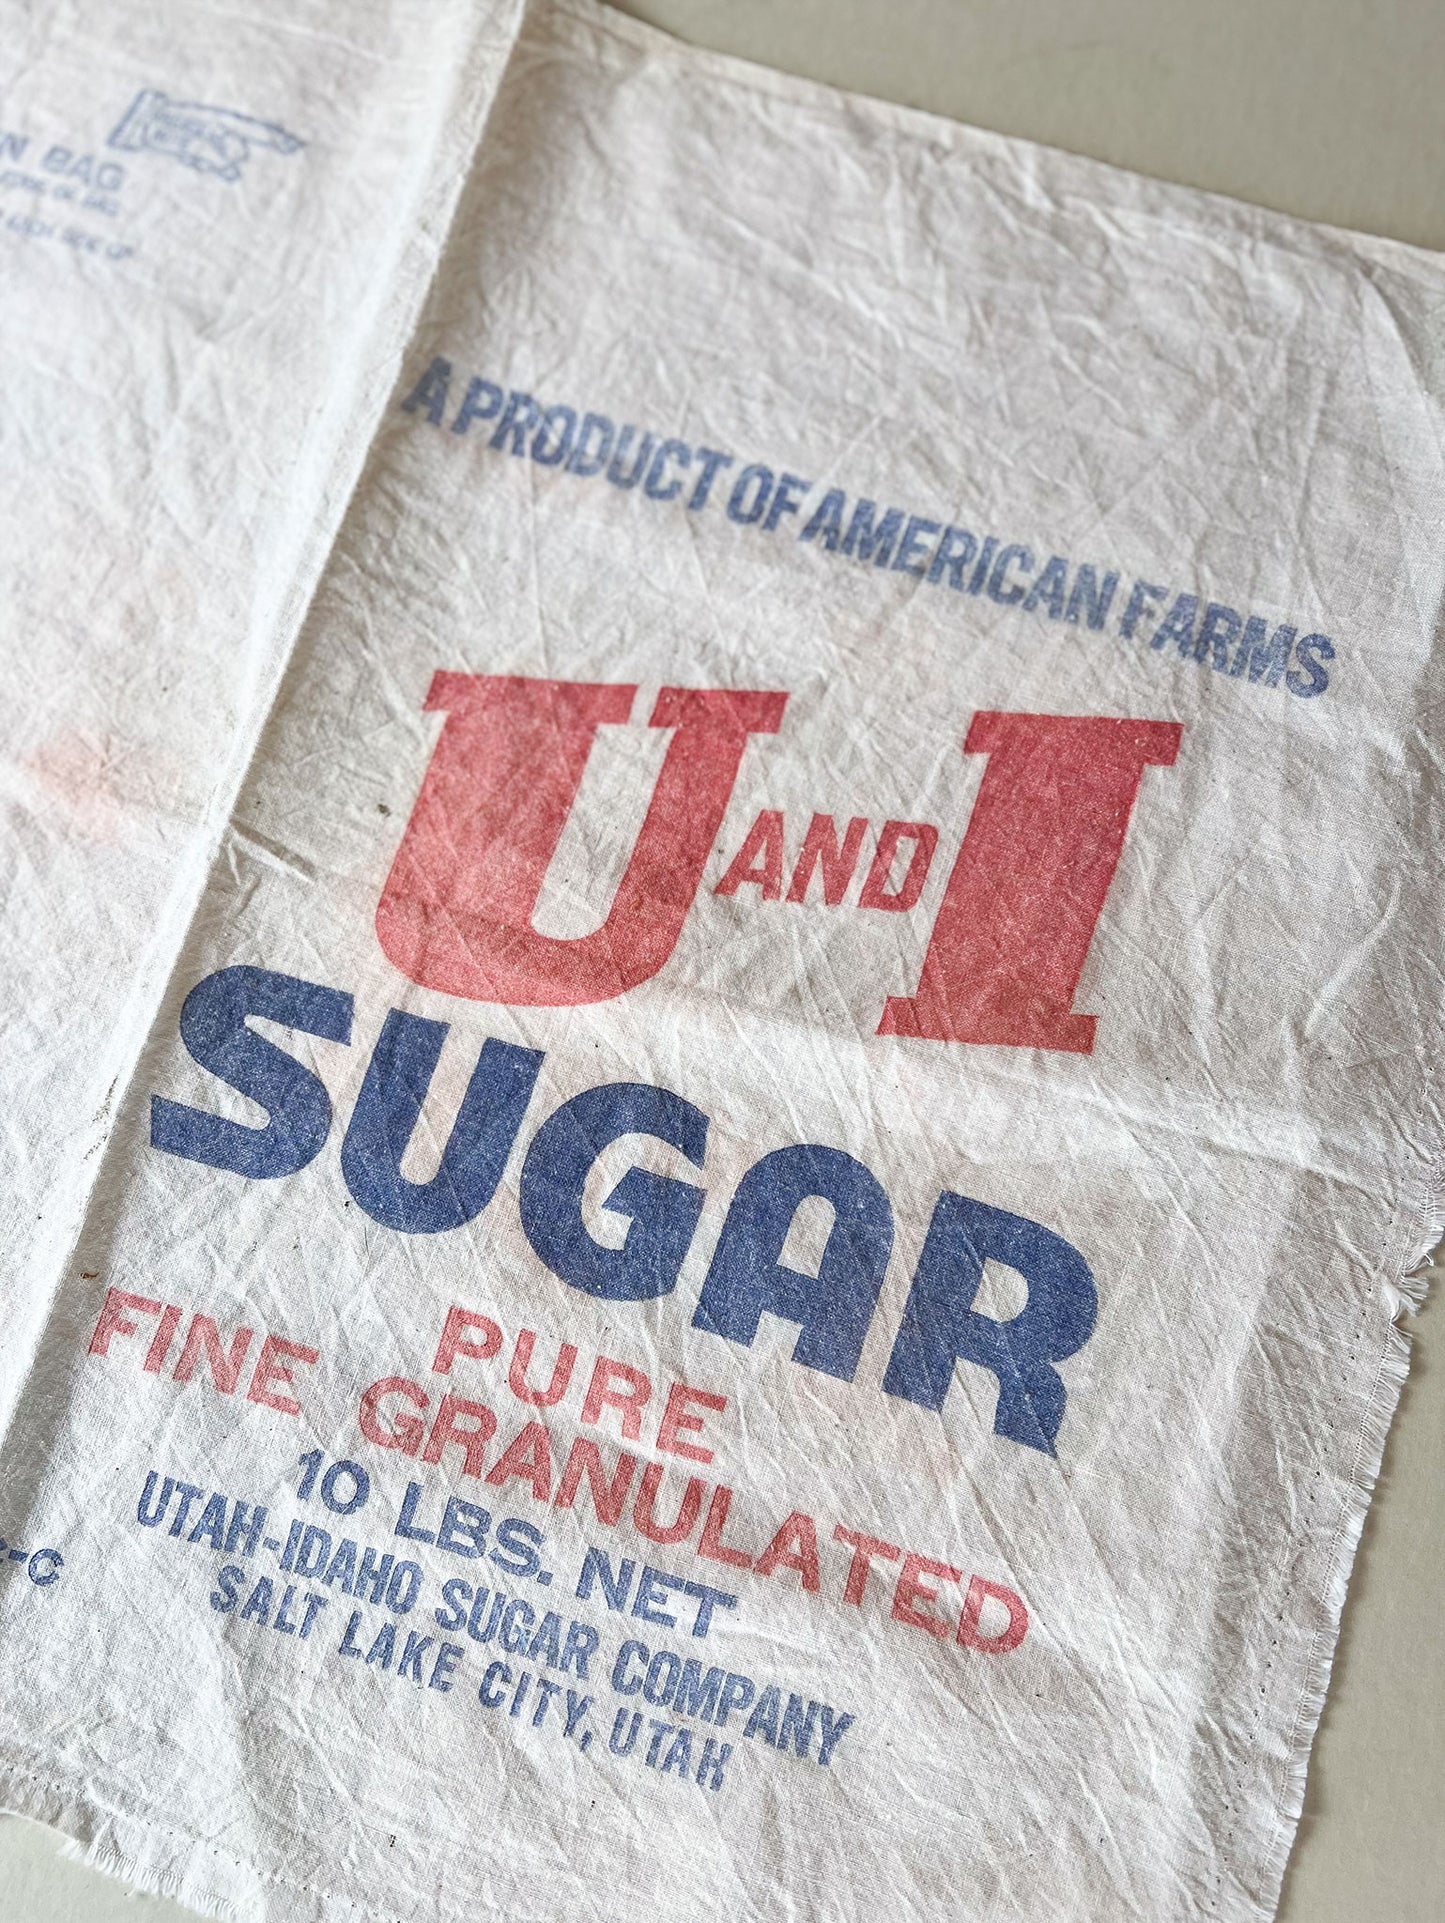 N BAG
A PRODUCT OF AMERICAN FARMS
U AND I
SUGAR
PURE
FINE GRANULATED
10 LBS. NET
UTAH-IDAHO SUGAR COMPANY
SALT LAKE CITY, UTAH
-C